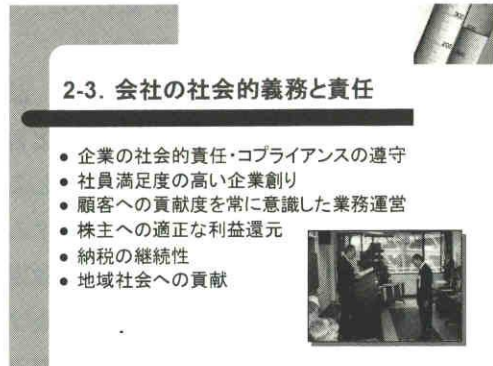 2-3. 会社の社会的義務と責任
● 企業の社会的責任・コプライアンスの遵守
● 社員満足度の高い企業創り
● 顧客への貢献度を常に意識した業務運営
● 株主への適正な利益還元
● 納税の継続性
● 地域社会への貢献